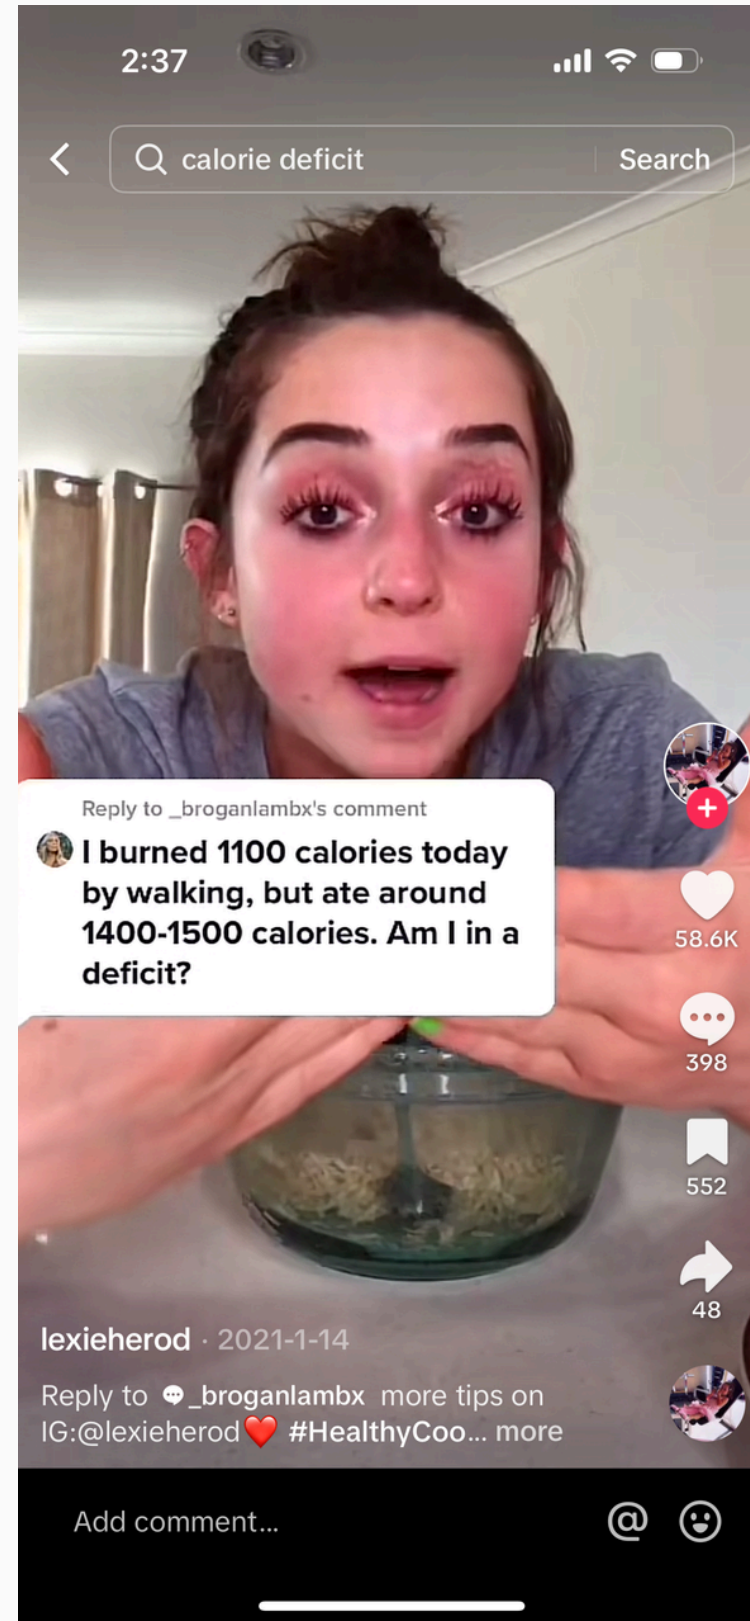 2:37
calorie deficit
Search
Reply to _broganlambx's comment
I burned 1100 calories today
by walking, but ate around
1400-1500 calories. Am I in a
deficit?
58.6K
398
552
48
lexieherod · 2021-1-14
Reply to 💬_broganlambx more tips on
IG:@lexieherod❤️ #HealthyCoo... more
Add comment...
@